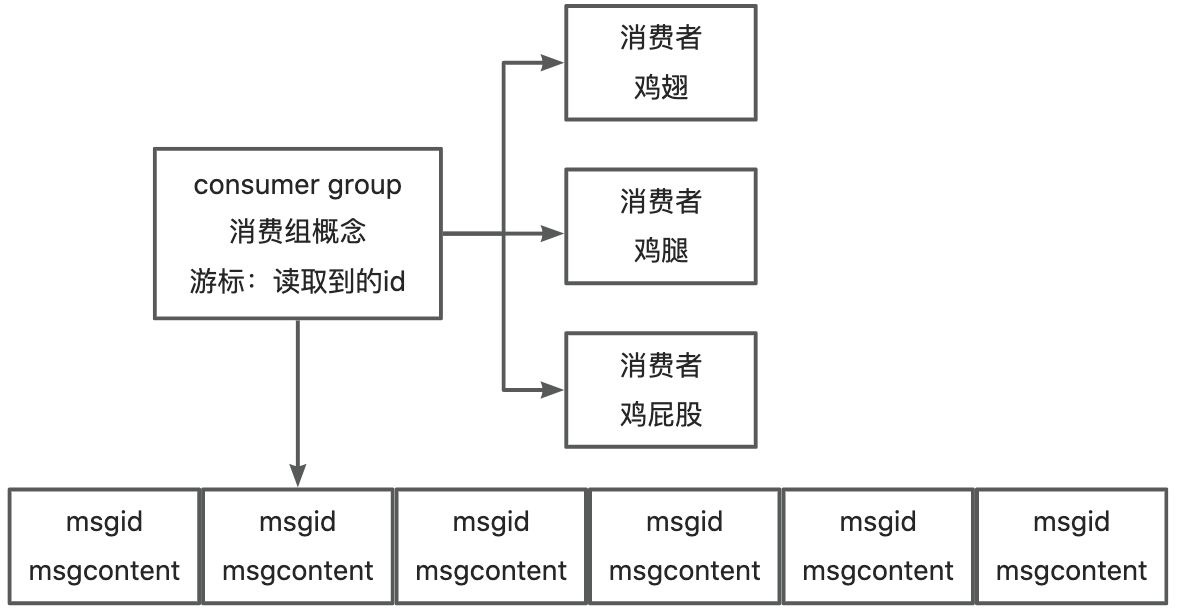 消费者
鸡翅
consumer group
消费组概念
游标：读取到的id
消费者
鸡腿
消费者
鸡屁股
msgid
msgcontent
msgid
msgcontent
msgid
msgcontent
msgid
msgcontent
msgid
msgcontent
msgid
msgcontent